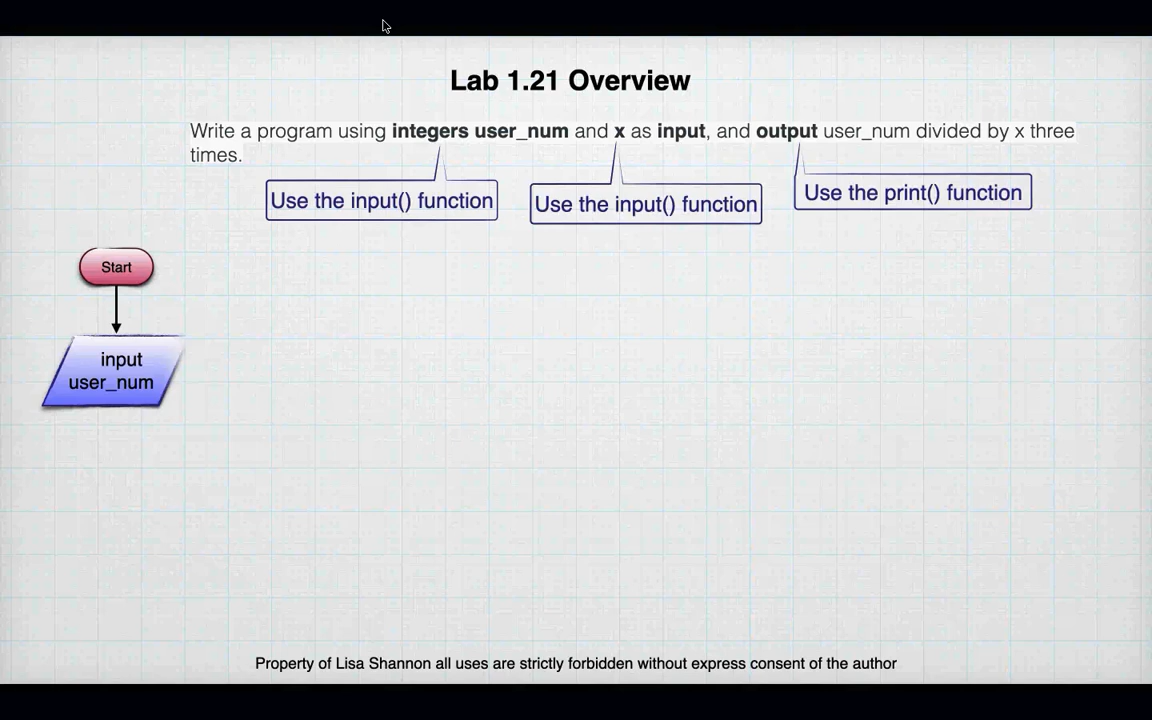 Lab 1.21 Overview
Write a program using integers user_num and x as input, and output user_num divided by x three
times.
Use the input() function
Use the input() function
Use the print() function
Start
input
user_num
Property of Lisa Shannon all uses are strictly forbidden without express consent of the author